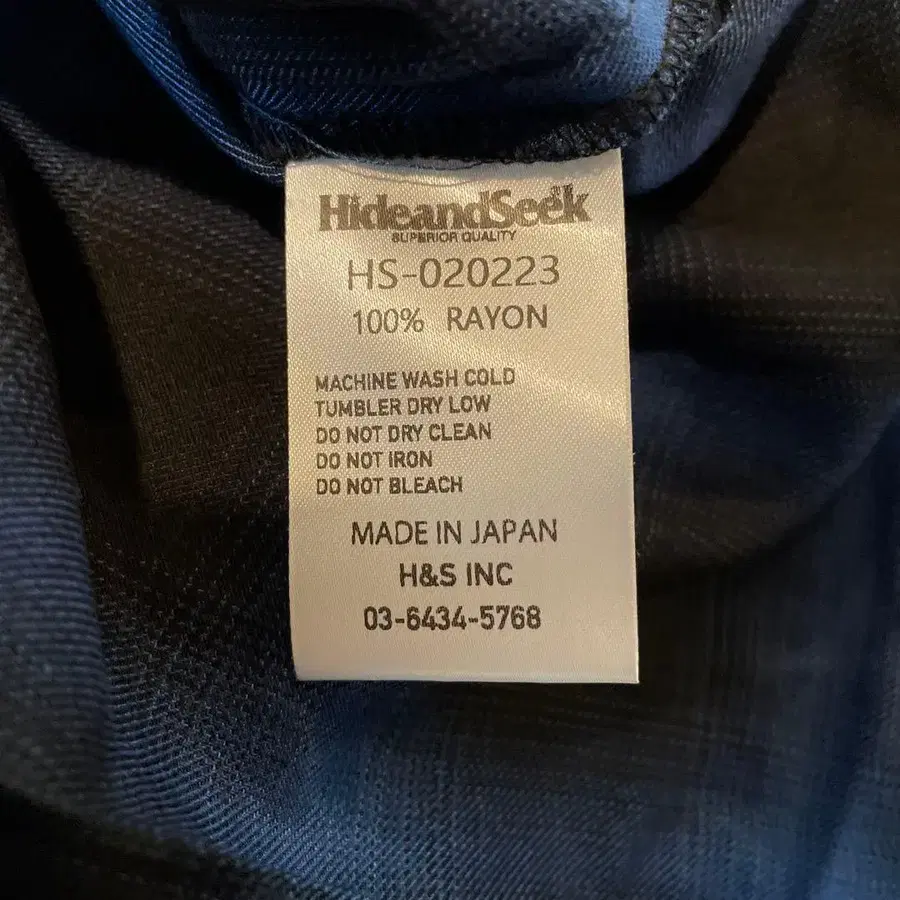 HideandSeek
SUPERIOR QUALITY
HS-020223
100% RAYON
MACHINE WASH COLD
TUMBLER DRY LOW
DO NOT DRY CLEAN
DO NOT IRON
DO NOT BLEACH
MADE IN JAPAN
H&S INC
03-6434-5768